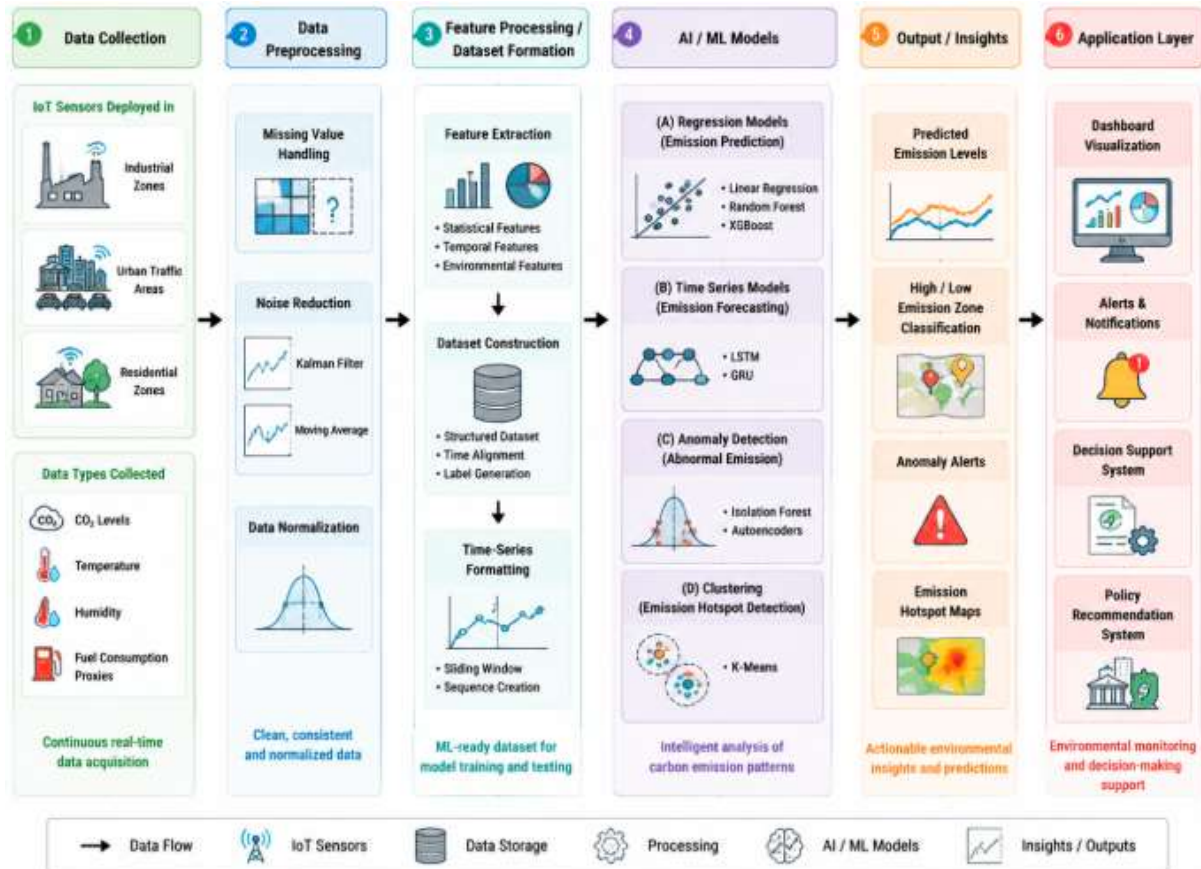 1 Data Collection
2 Data
Preprocessing
3 Feature Processing /
Dataset Formation
4 AI / ML Models
5 Output / Insights
6 Application Layer
IoT Sensors Deployed in
Industrial
Zones
Urban Traffic
Areas
Residential
Zones
Data Types Collected
CO₂
CO₂ Levels
Temperature
Humidity
Fuel Consumption
Proxies
Continuous real-time
data acquisition
Missing Value
Handling
?
Noise Reduction
Kalman Filter
Moving Average
Data Normalization
Clean, consistent
and normalized data
Feature Extraction
• Statistical Features
• Temporal Features
• Environmental Features
Dataset Construction
• Structured Dataset
• Time Alignment
• Label Generation
Time-Series
Formatting
• Sliding Window
• Sequence Creation
ML-ready dataset for
model training and testing
(A) Regression Models
(Emission Prediction)
• Linear Regression
• Random Forest
• XGBoost
(B) Time Series Models
(Emission Forecasting)
• LSTM
• GRU
(C) Anomaly Detection
(Abnormal Emission)
• Isolation Forest
• Autoencoders
(D) Clustering
(Emission Hotspot Detection)
• K-Means
Intelligent analysis of
carbon emission patterns
Predicted
Emission Levels
High / Low
Emission Zone
Classification
Anomaly Alerts
Emission
Hotspot Maps
Actionable environmental
insights and predictions
Dashboard
Visualization
Alerts &
Notifications
1
Decision Support
System
Policy
Recommendation
System
Environmental monitoring
and decision-making
support
Data Flow
IoT Sensors
Data Storage
Processing
AI / ML Models
Insights / Outputs